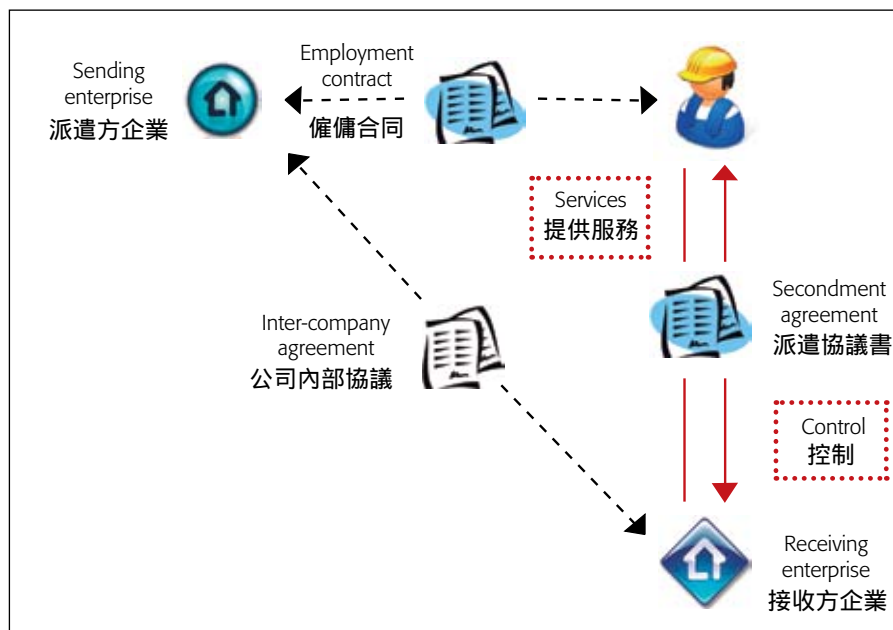 Sending
enterprise
派遣方企業
Employment
contract
僱傭合同
Services
提供服務
Secondment
agreement
派遣協議書
Inter-company
agreement
公司內部協議
Control
控制
Receiving
enterprise
接收方企業